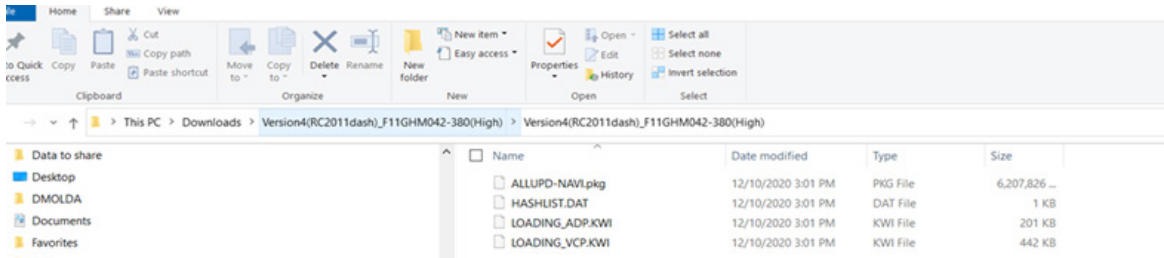 Home Share View
Cut
Copy path
Paste shortcut
Copy Paste
Move to
Copy to
Delete Rename
New folder
New item
Easy access
Properties
Open
Edit
History
Select all
Select none
Invert selection
Clipboard Organize New Open Select
This PC > Downloads > Version4(RC2011dash)_F11GHM042-380(High) > Version4(RC2011dash)_F11GHM042-380(High)
Data to share
Desktop
DMOLDA
Documents
Favorites
Name Date modified Type Size
ALLUPD-NAVI.pkg 12/10/2020 3:01 PM PKG File 6,207,826 ...
HASHLIST.DAT 12/10/2020 3:01 PM DAT File 1 KB
LOADING_ADP.KWI 12/10/2020 3:01 PM KWI File 201 KB
LOADING_VCP.KWI 12/10/2020 3:01 PM KWI File 442 KB